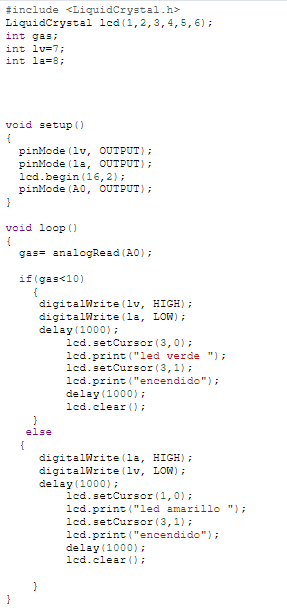 #include <LiquidCrystal.h>
LiquidCrystal lcd(1,2,3,4,5,6);
int gas;
int lv=7;
int la=8;
void setup()
{
pinMode(lv, OUTPUT);
pinMode(la, OUTPUT);
lcd.begin(16,2);
pinMode(A0, OUTPUT);
}
void loop()
{
gas= analogRead(A0);
if(gas<10)
{
digitalWrite(lv, HIGH);
digitalWrite(la, LOW);
delay(1000);
lcd.setCursor(3,0);
lcd.print("led verde ");
lcd.setCursor(3,1);
lcd.print("encendido");
delay(1000);
lcd.clear();
}
else
{
digitalWrite(la, HIGH);
digitalWrite(lv, LOW);
delay(1000);
lcd.setCursor(1,0);
lcd.print("led amarillo ");
lcd.setCursor(3,1);
lcd.print("encendido");
delay(1000);
lcd.clear();
}
}